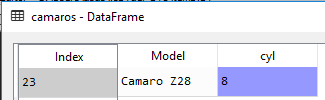 camaros - DataFrame
Index Model cyl
23 Camaro Z28 8